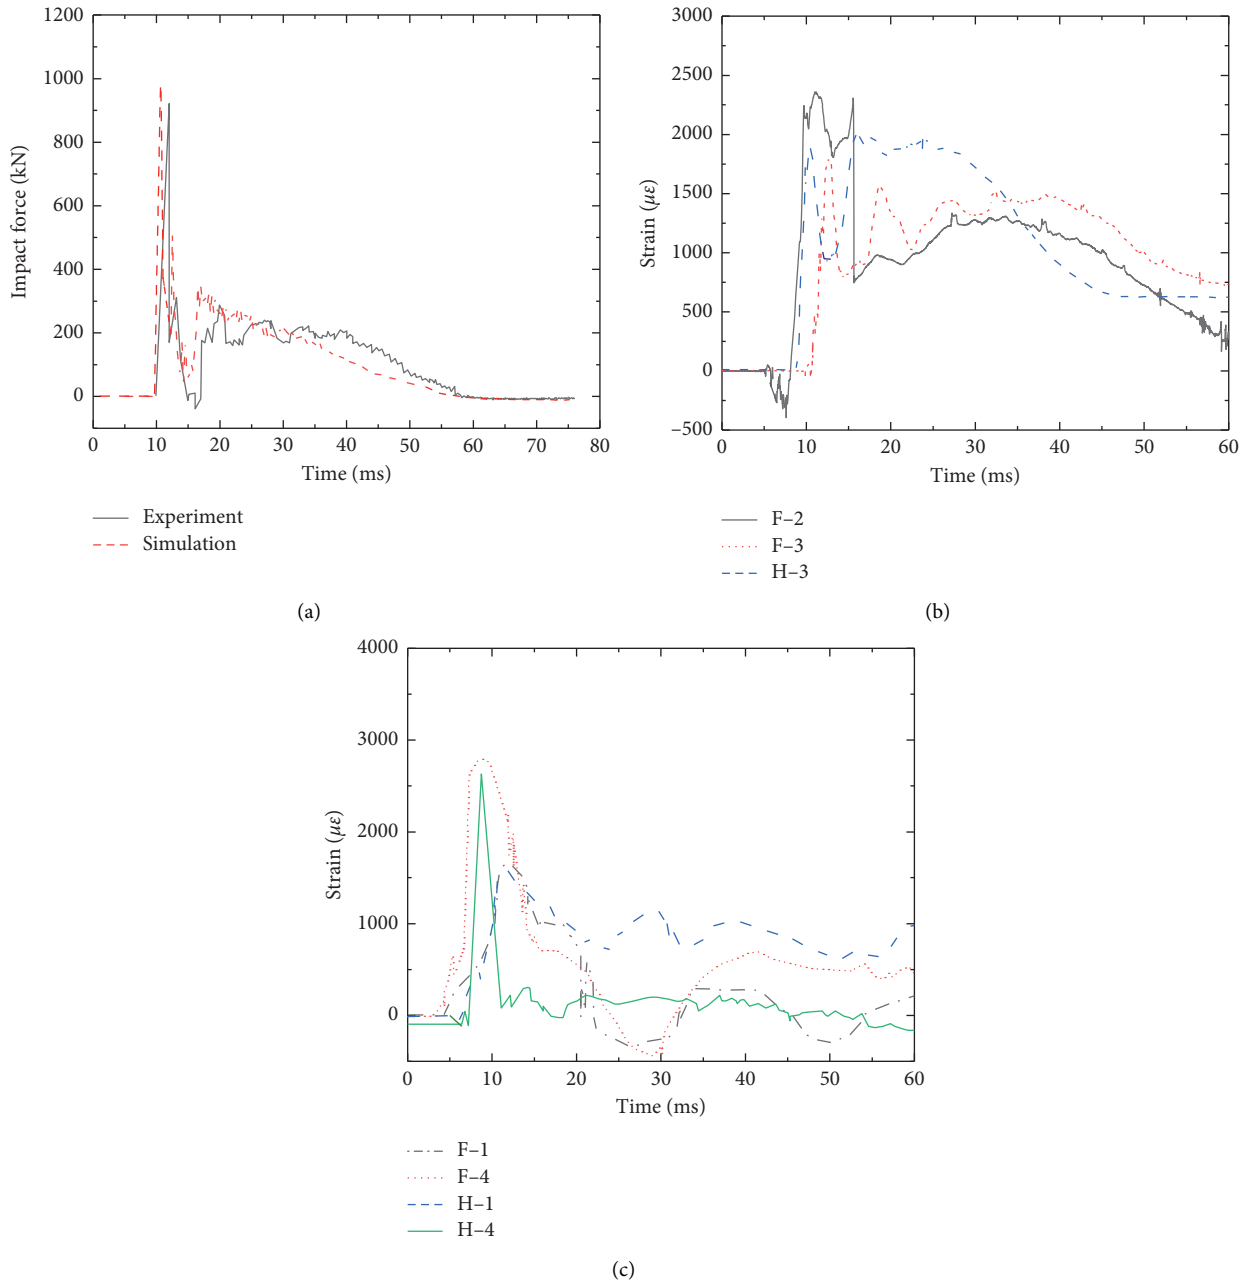 1200
1000
800
600
400
200
0
Impact force (kN)
0 10 20 30 40 50 60 70 80
Time (ms)
Experiment
Simulation
(a)
3000
2500
2000
1500
1000
500
0
–500
Strain (με)
0 10 20 30 40 50 60
Time (ms)
F–2
F–3
H–3
(b)
4000
3000
2000
1000
0
Strain (με)
0 10 20 30 40 50 60
Time (ms)
F–1
F–4
H–1
H–4
(c)